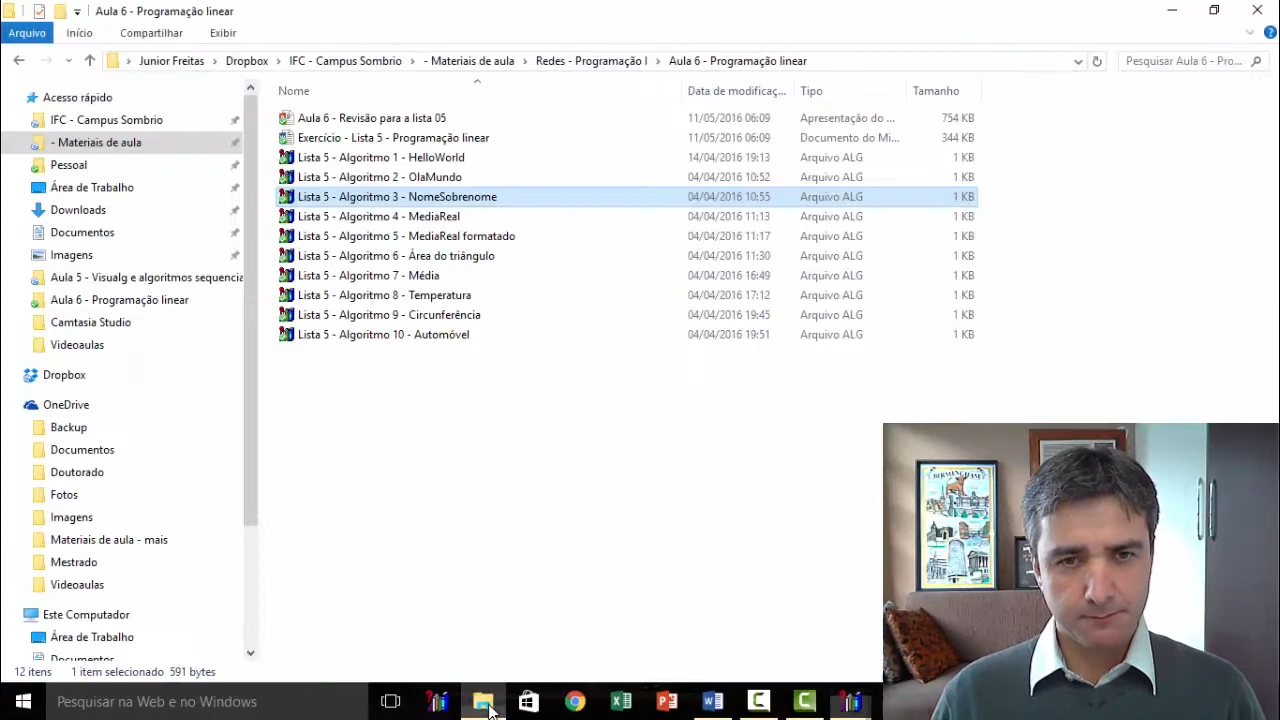 Aula 6 - Programação linear
Arquivo Início Compartilhar Exibir
Junior Freitas Dropbox IFC - Campus Sombrio - Materiais de aula Redes - Programação I Aula 6 - Programação linear Pesquisar Aula 6 - Pro...
Nome Data de modificaç... Tipo Tamanho
Aula 6 - Revisão para a lista 05 11/05/2016 06:09 Apresentação do ... 754 KB
Exercício - Lista 5 - Programação linear 11/05/2016 06:09 Documento do Mi... 344 KB
Lista 5 - Algoritmo 1 - HelloWorld 14/04/2016 19:13 Arquivo ALG 1 KB
Lista 5 - Algoritmo 2 - OlaMundo 04/04/2016 10:52 Arquivo ALG 1 KB
Lista 5 - Algoritmo 3 - NomeSobrenome 04/04/2016 10:55 Arquivo ALG 1 KB
Lista 5 - Algoritmo 4 - MediaReal 04/04/2016 11:13 Arquivo ALG 1 KB
Lista 5 - Algoritmo 5 - MediaReal formatado 04/04/2016 11:17 Arquivo ALG 1 KB
Lista 5 - Algoritmo 6 - Área do triângulo 04/04/2016 11:30 Arquivo ALG 1 KB
Lista 5 - Algoritmo 7 - Média 04/04/2016 16:49 Arquivo ALG 1 KB
Lista 5 - Algoritmo 8 - Temperatura 04/04/2016 17:12 Arquivo ALG 1 KB
Lista 5 - Algoritmo 9 - Circunferência 04/04/2016 19:45 Arquivo ALG 1 KB
Lista 5 - Algoritmo 10 - Automóvel 04/04/2016 19:51 Arquivo ALG 1 KB
Acesso rápido
IFC - Campus Sombrio
- Materiais de aula
Pessoal
Área de Trabalho
Downloads
Documentos
Imagens
Aula 5 - Visualg e algoritmos sequencia
Aula 6 - Programação linear
Camtasia Studio
Videoaulas
Dropbox
OneDrive
Backup
Documentos
Doutorado
Fotos
Imagens
Materiais de aula - mais
Mestrado
Videoaulas
Este Computador
Área de Trabalho
Documentos
BIRMINGHAM
12 itens 1 item selecionado 591 bytes
Pesquisar na Web e no Windows